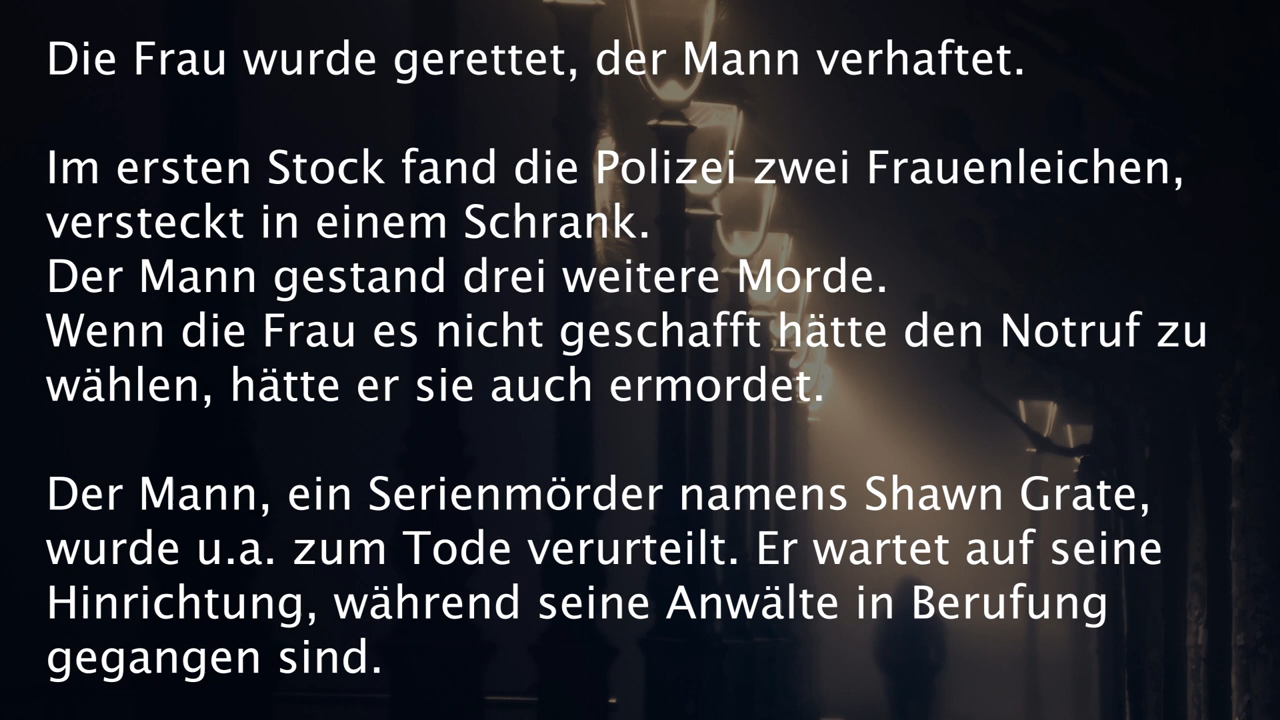 Die Frau wurde gerettet, der Mann verhaftet.
Im ersten Stock fand die Polizei zwei Frauenleichen,
versteckt in einem Schrank.
Der Mann gestand drei weitere Morde.
Wenn die Frau es nicht geschafft hätte den Notruf zu
wählen, hätte er sie auch ermordet.
Der Mann, ein Serienmörder namens Shawn Grate,
wurde u.a. zum Tode verurteilt. Er wartet auf seine
Hinrichtung, während seine Anwälte in Berufung
gegangen sind.